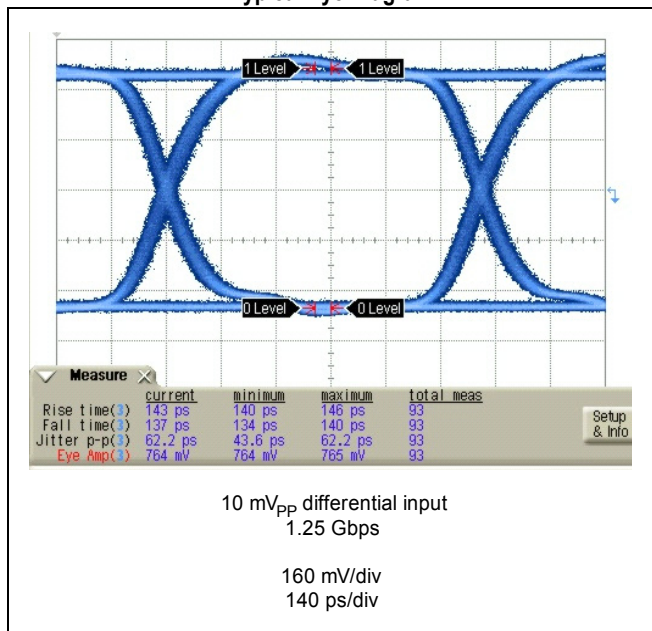 1 Level 1 Level
0 Level 0 Level
Measure
current minimum maximum total meas
Rise time(3) 143 ps 140 ps 146 ps 93
Fall time(3) 137 ps 134 ps 140 ps 93
Jitter p-p(3) 62.2 ps 43.6 ps 62.2 ps 93
Eye Amp(3) 764 mV 764 mV 765 mV 93
Setup
& Info
10 mVPP differential input
1.25 Gbps
160 mV/div
140 ps/div